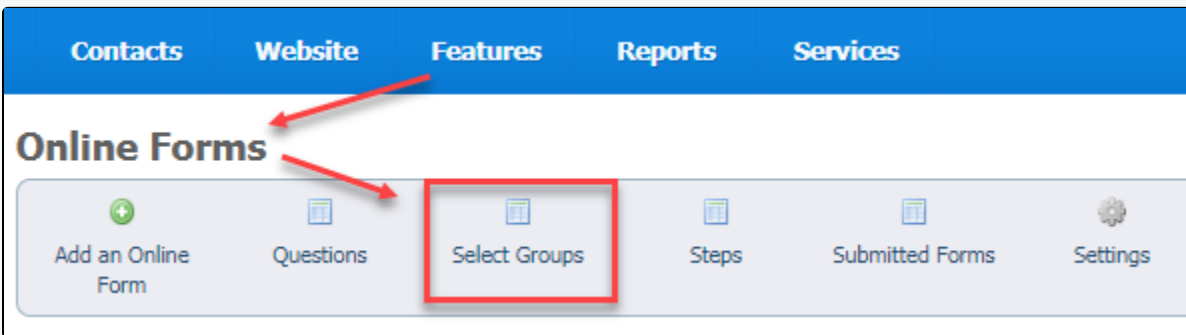 Contacts Website Features Reports Services
Online Forms
Add an Online Questions Select Groups Steps Submitted Forms Settings
Form